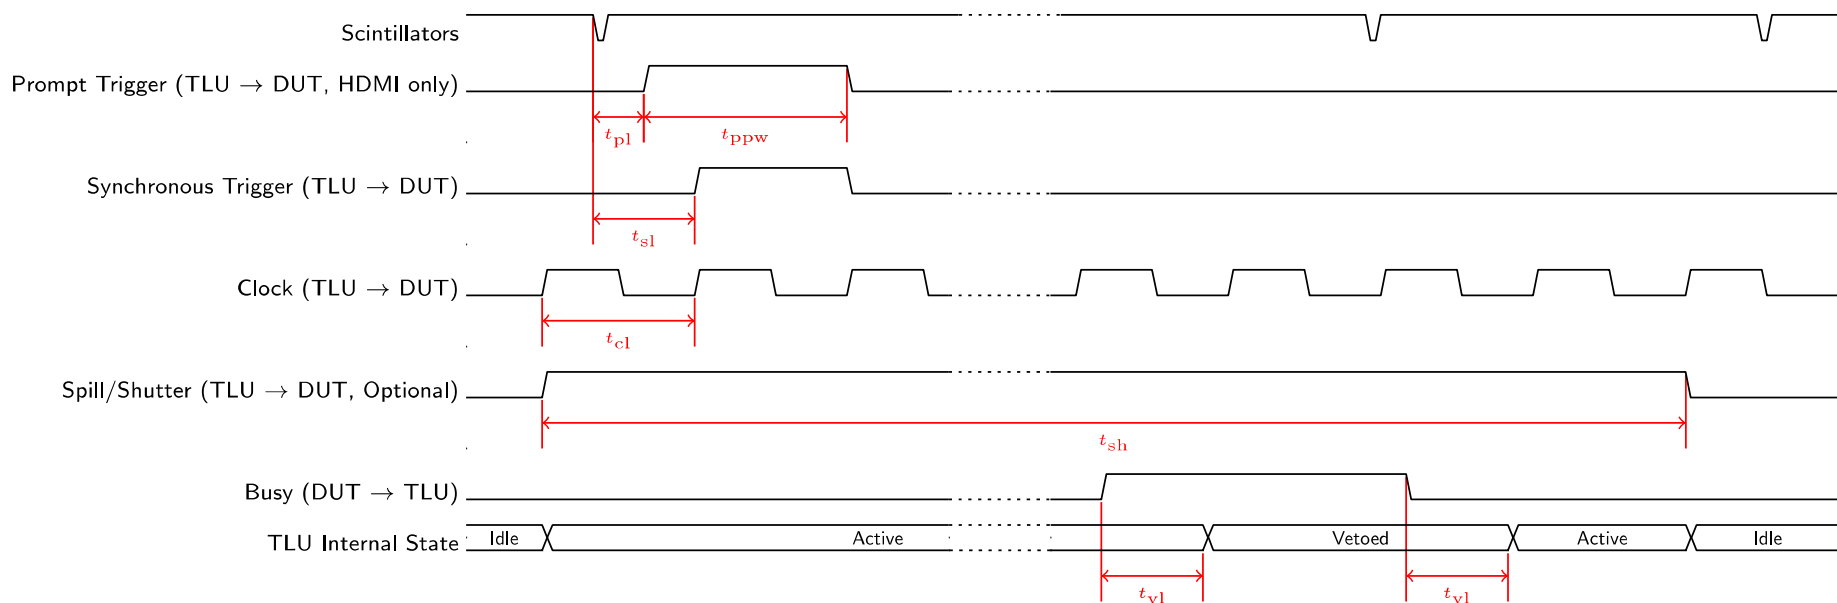 Scintillators
Prompt Trigger (TLU → DUT, HDMI only)
t_pl t_ppw
Synchronous Trigger (TLU → DUT)
t_sl
Clock (TLU → DUT)
t_cl
Spill/Shutter (TLU → DUT, Optional)
t_sh
Busy (DUT → TLU)
TLU Internal State Idle Active Vetoed Active Idle
t_vl t_vl